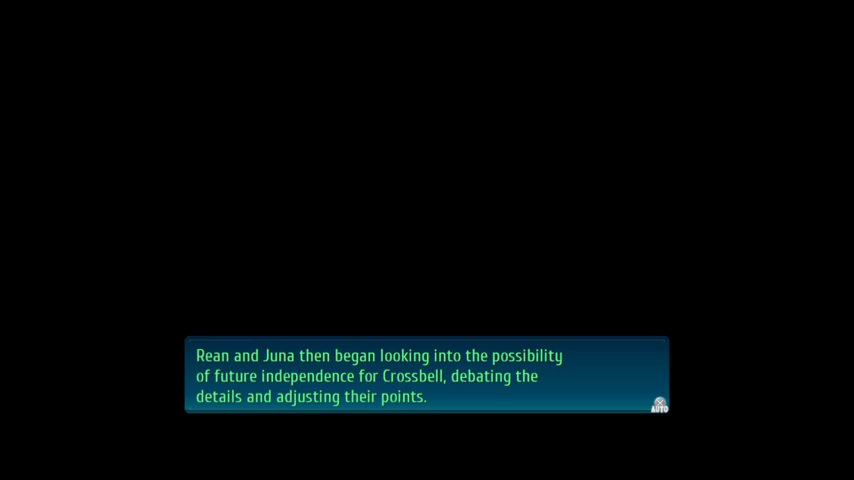 Rean and Juna then began looking into the possibility
of future independence for Crossbell, debating the
details and adjusting their points.
AUTO